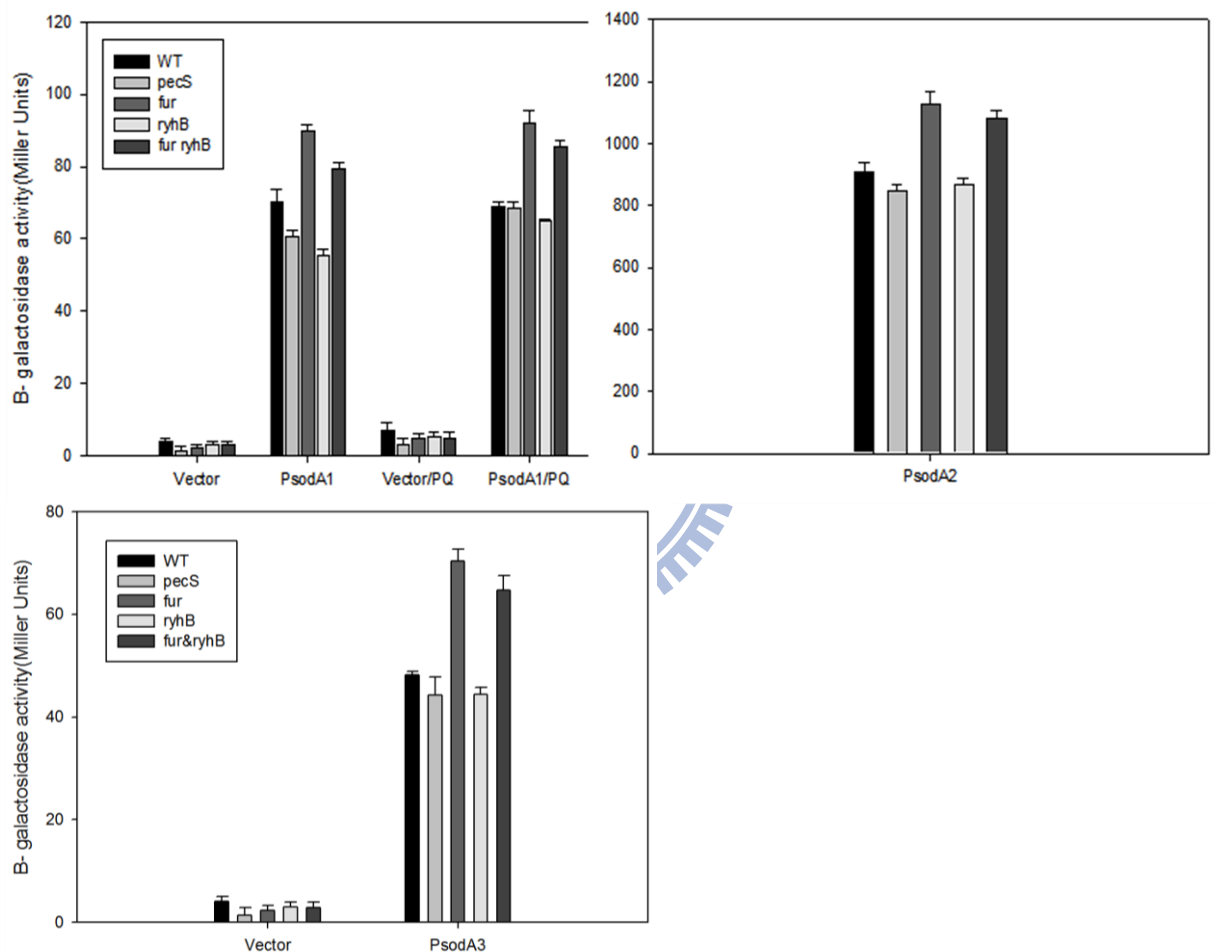 B- galactosidase activity(Miller Units)
120
100
80
60
40
20
0
WT
pecS
fur
ryhB
fur ryhB
Vector
PsodA1
Vector/PQ
PsodA1/PQ
1400
1200
1000
800
600
400
200
0
PsodA2
B- galactosidase activity(Miller Units)
80
60
40
20
0
WT
pecS
fur
ryhB
fur&ryhB
Vector
PsodA3